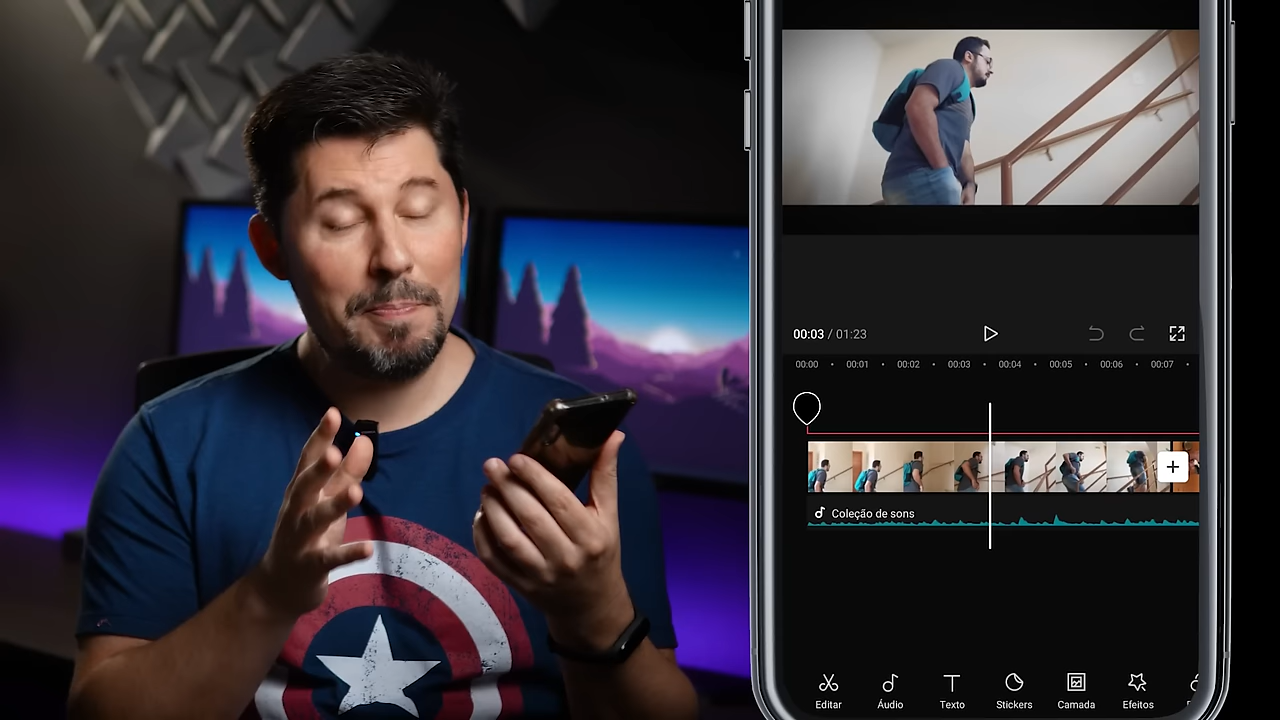 00:03 / 01:23
00:00 00:01 00:02 00:03 00:04 00:05 00:06 00:07
Coleção de sons
Editar Áudio Texto Stickers Camada Efeitos